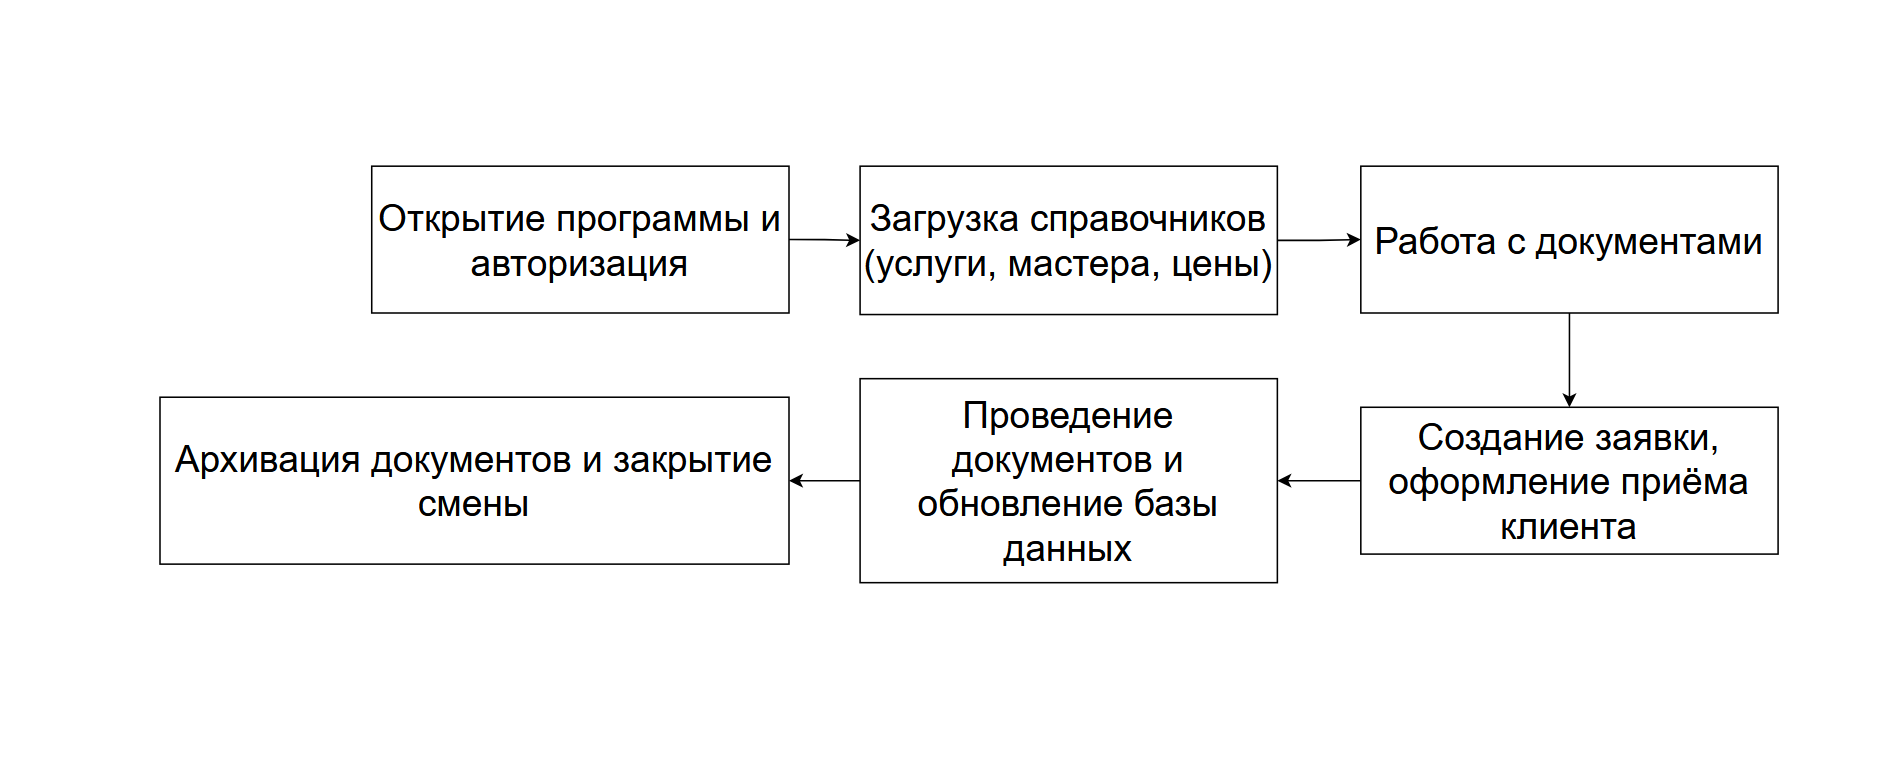 Открытие программы и
авторизация
Загрузка справочников
(услуги, мастера, цены)
Работа с документами
Создание заявки,
оформление приёма
клиента
Проведение
документов и
обновление базы
данных
Архивация документов и закрытие
смены